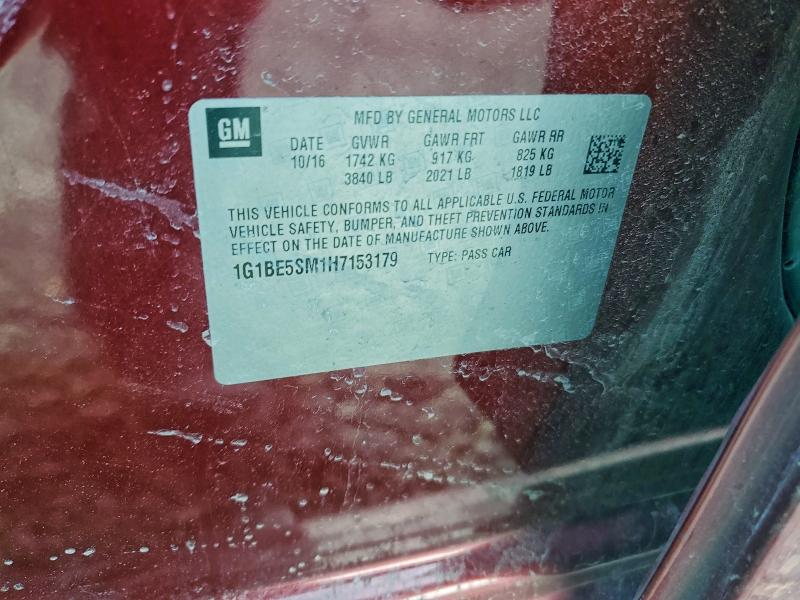 GM
MFD BY GENERAL MOTORS LLC
DATE GVWR GAWR FRT GAWR RR
10/16 1742 KG 917 KG 825 KG
3840 LB 2021 LB 1819 LB
THIS VEHICLE CONFORMS TO ALL APPLICABLE U.S. FEDERAL MOTOR
VEHICLE SAFETY, BUMPER, AND THEFT PREVENTION STANDARDS IN
EFFECT ON THE DATE OF MANUFACTURE SHOWN ABOVE.
1G1BE5SM1H7153179 TYPE: PASS CAR